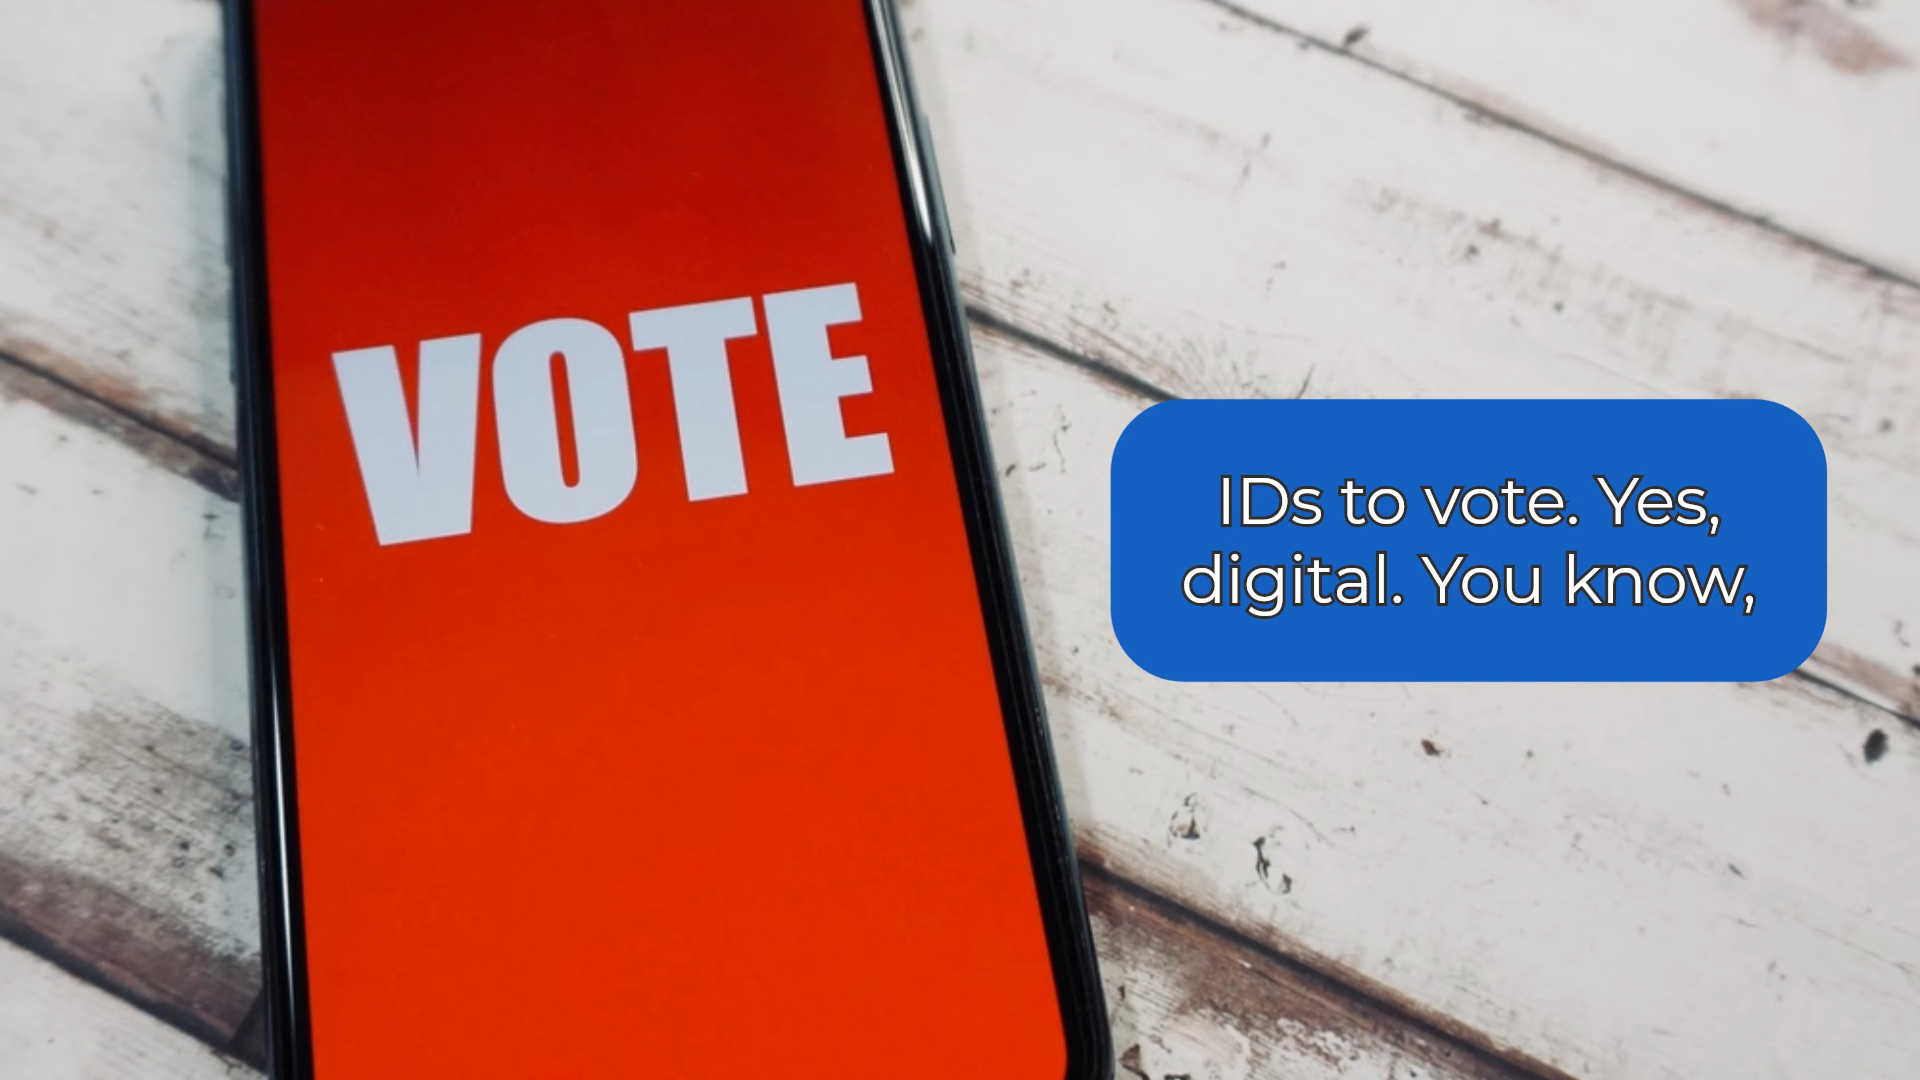 VOTE
IDs to vote. Yes,
digital. You know,